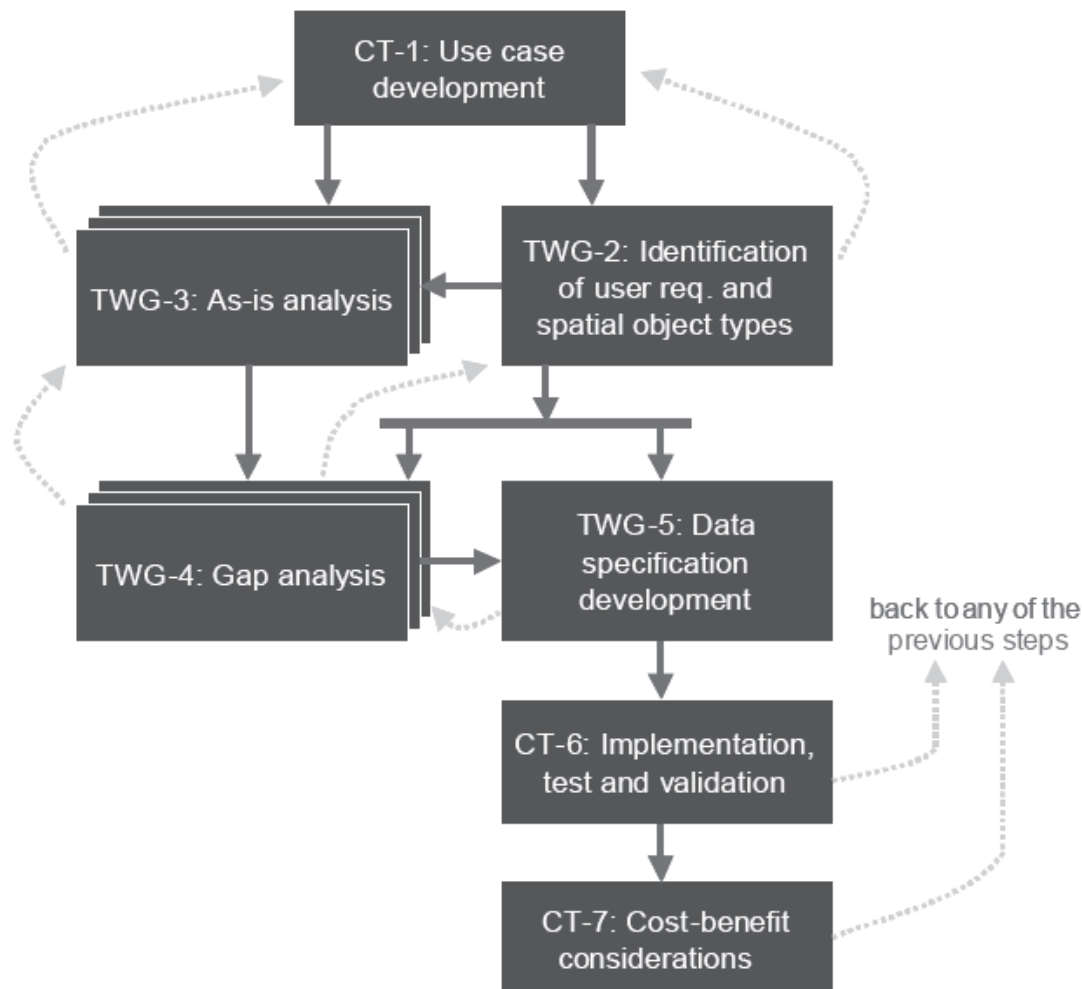 CT-1: Use case
development
TWG-3: As-is analysis
TWG-2: Identification
of user req. and
spatial object types
TWG-4: Gap analysis
TWG-5: Data
specification
development
back to any of the
previous steps
CT-6: Implementation,
test and validation
CT-7: Cost-benefit
considerations